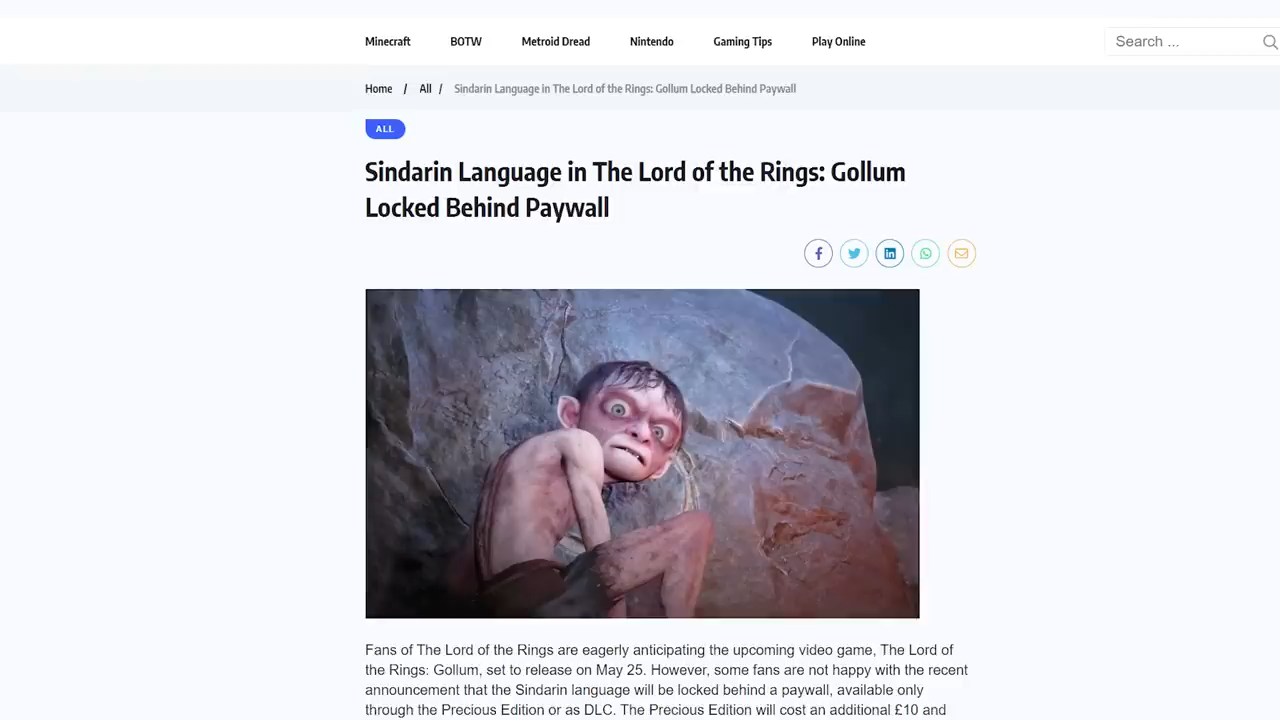 Minecraft BOTW Metroid Dread Nintendo Gaming Tips Play Online Search ...
Home / All / Sindarin Language in The Lord of the Rings: Gollum Locked Behind Paywall
ALL
Sindarin Language in The Lord of the Rings: Gollum
Locked Behind Paywall
Fans of The Lord of the Rings are eagerly anticipating the upcoming video game, The Lord of
the Rings: Gollum, set to release on May 25. However, some fans are not happy with the recent
announcement that the Sindarin language will be locked behind a paywall, available only
through the Precious Edition or as DLC. The Precious Edition will cost an additional £10 and